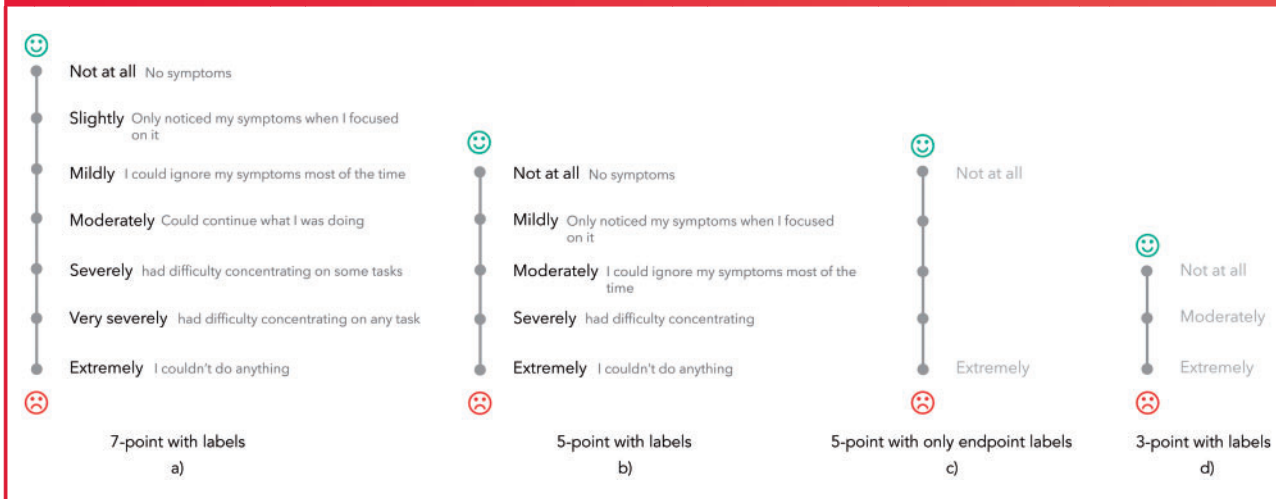 Not at all No symptoms
Slightly Only noticed my symptoms when I focused
on it
Mildly I could ignore my symptoms most of the time
Moderately Could continue what I was doing
Severely had difficulty concentrating on some tasks
Very severely had difficulty concentrating on any task
Extremely I couldn't do anything
7-point with labels
a)
Not at all No symptoms
Mildly Only noticed my symptoms when I focused
on it
Moderately I could ignore my symptoms most of the
time
Severely had difficulty concentrating
Extremely I couldn't do anything
5-point with labels
b)
Not at all
Extremely
5-point with only endpoint labels
c)
Not at all
Moderately
Extremely
3-point with labels
d)